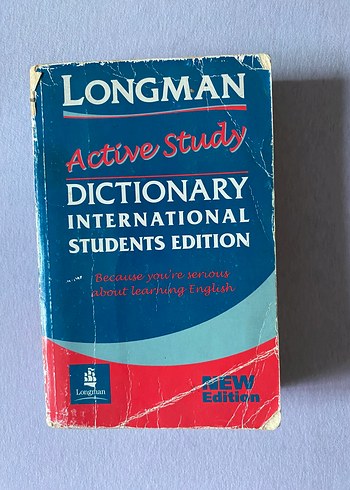 LONGMAN
Active Study
DICTIONARY
INTERNATIONAL
STUDENTS EDITION
Because you're serious
about learning English
Longman
NEW
Edition